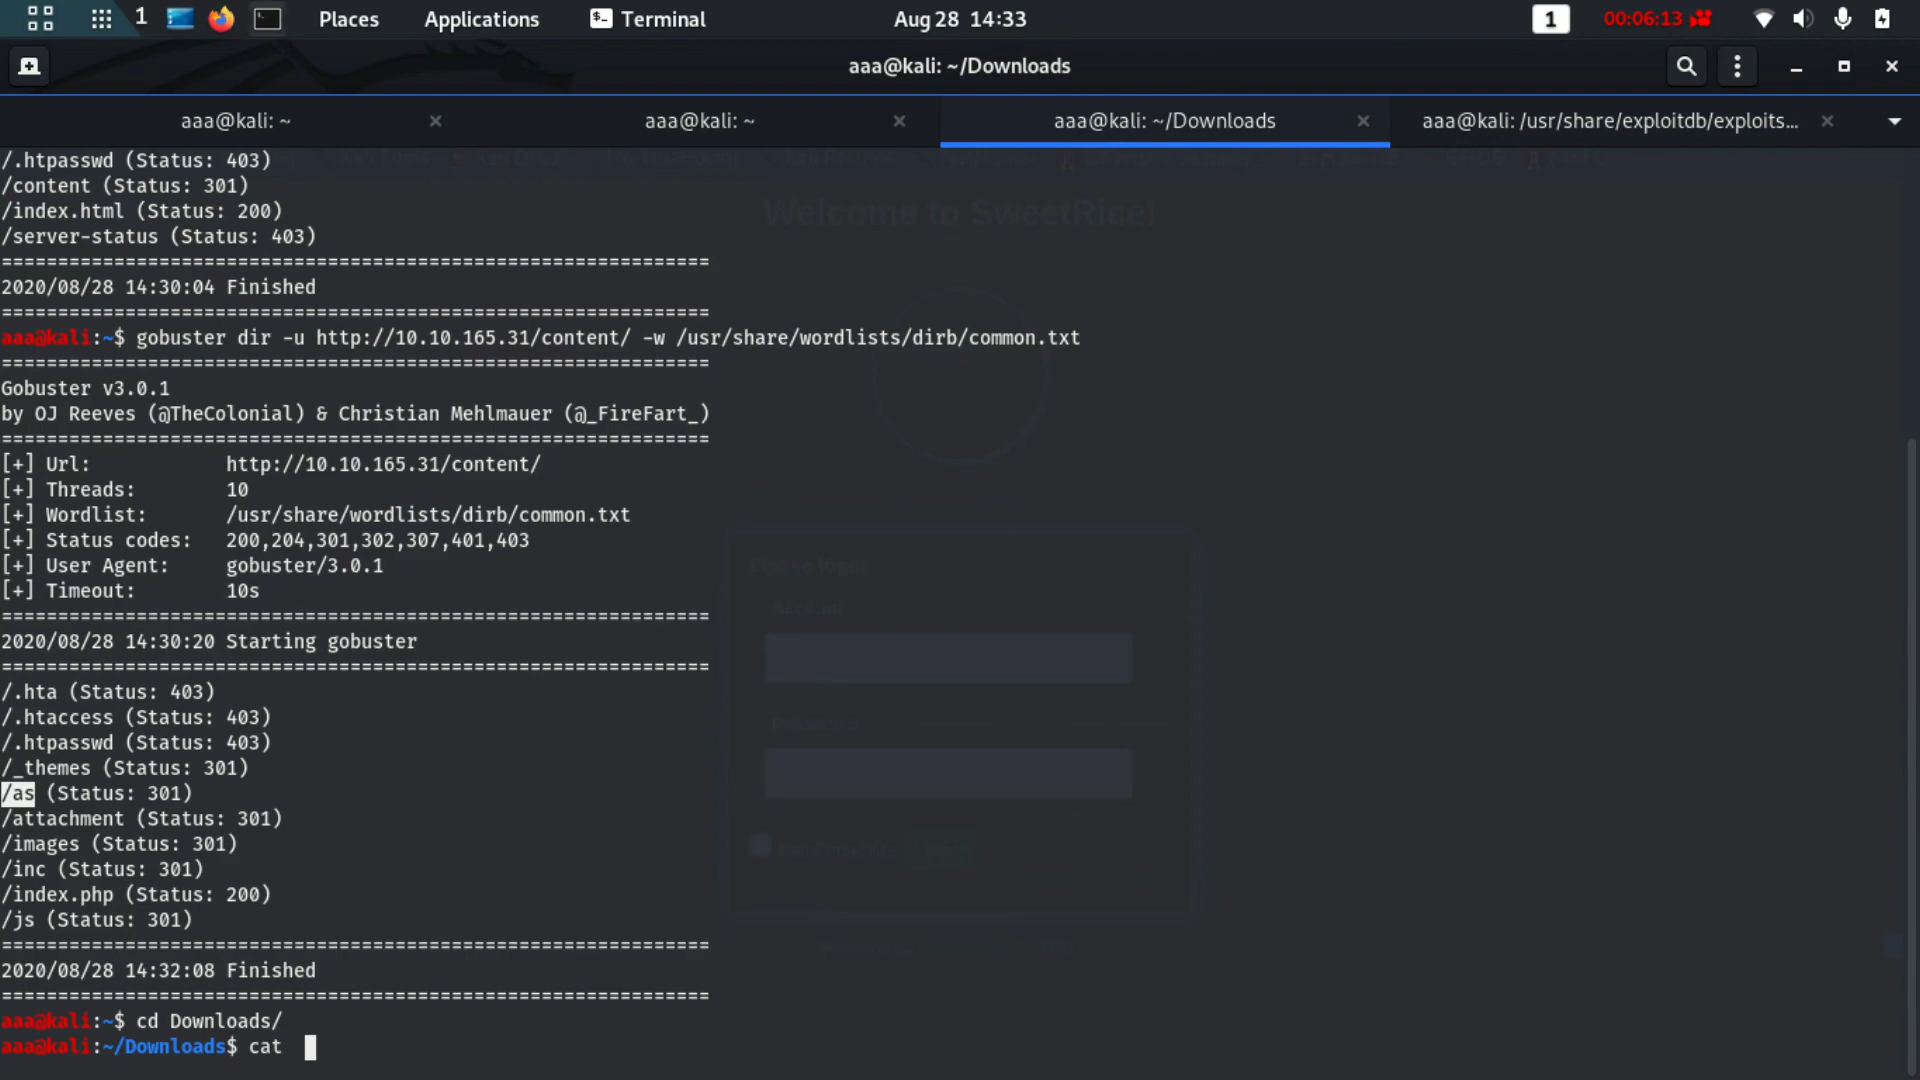 1 Places Applications Terminal Aug 28 14:33 1 00:06:13
aaa@kali: ~/Downloads
aaa@kali: ~ aaa@kali: ~ aaa@kali: ~/Downloads aaa@kali: /usr/share/exploitdb/exploits...
/.htpasswd (Status: 403)
/content (Status: 301)
/index.html (Status: 200)
/server-status (Status: 403)
===============================================================
2020/08/28 14:30:04 Finished
===============================================================
aaa@kali:~$ gobuster dir -u http://10.10.165.31/content/ -w /usr/share/wordlists/dirb/common.txt
===============================================================
Gobuster v3.0.1
by OJ Reeves (@TheColonial) & Christian Mehlmauer (@_FireFart_)
===============================================================
[+] Url: http://10.10.165.31/content/
[+] Threads: 10
[+] Wordlist: /usr/share/wordlists/dirb/common.txt
[+] Status codes: 200,204,301,302,307,401,403
[+] User Agent: gobuster/3.0.1
[+] Timeout: 10s
===============================================================
2020/08/28 14:30:20 Starting gobuster
===============================================================
/.hta (Status: 403)
/.htaccess (Status: 403)
/.htpasswd (Status: 403)
/_themes (Status: 301)
/as (Status: 301)
/attachment (Status: 301)
/images (Status: 301)
/inc (Status: 301)
/index.php (Status: 200)
/js (Status: 301)
===============================================================
2020/08/28 14:32:08 Finished
===============================================================
aaa@kali:~$ cd Downloads/
aaa@kali:~/Downloads$ cat
Welcome to SweetRice!
Please login